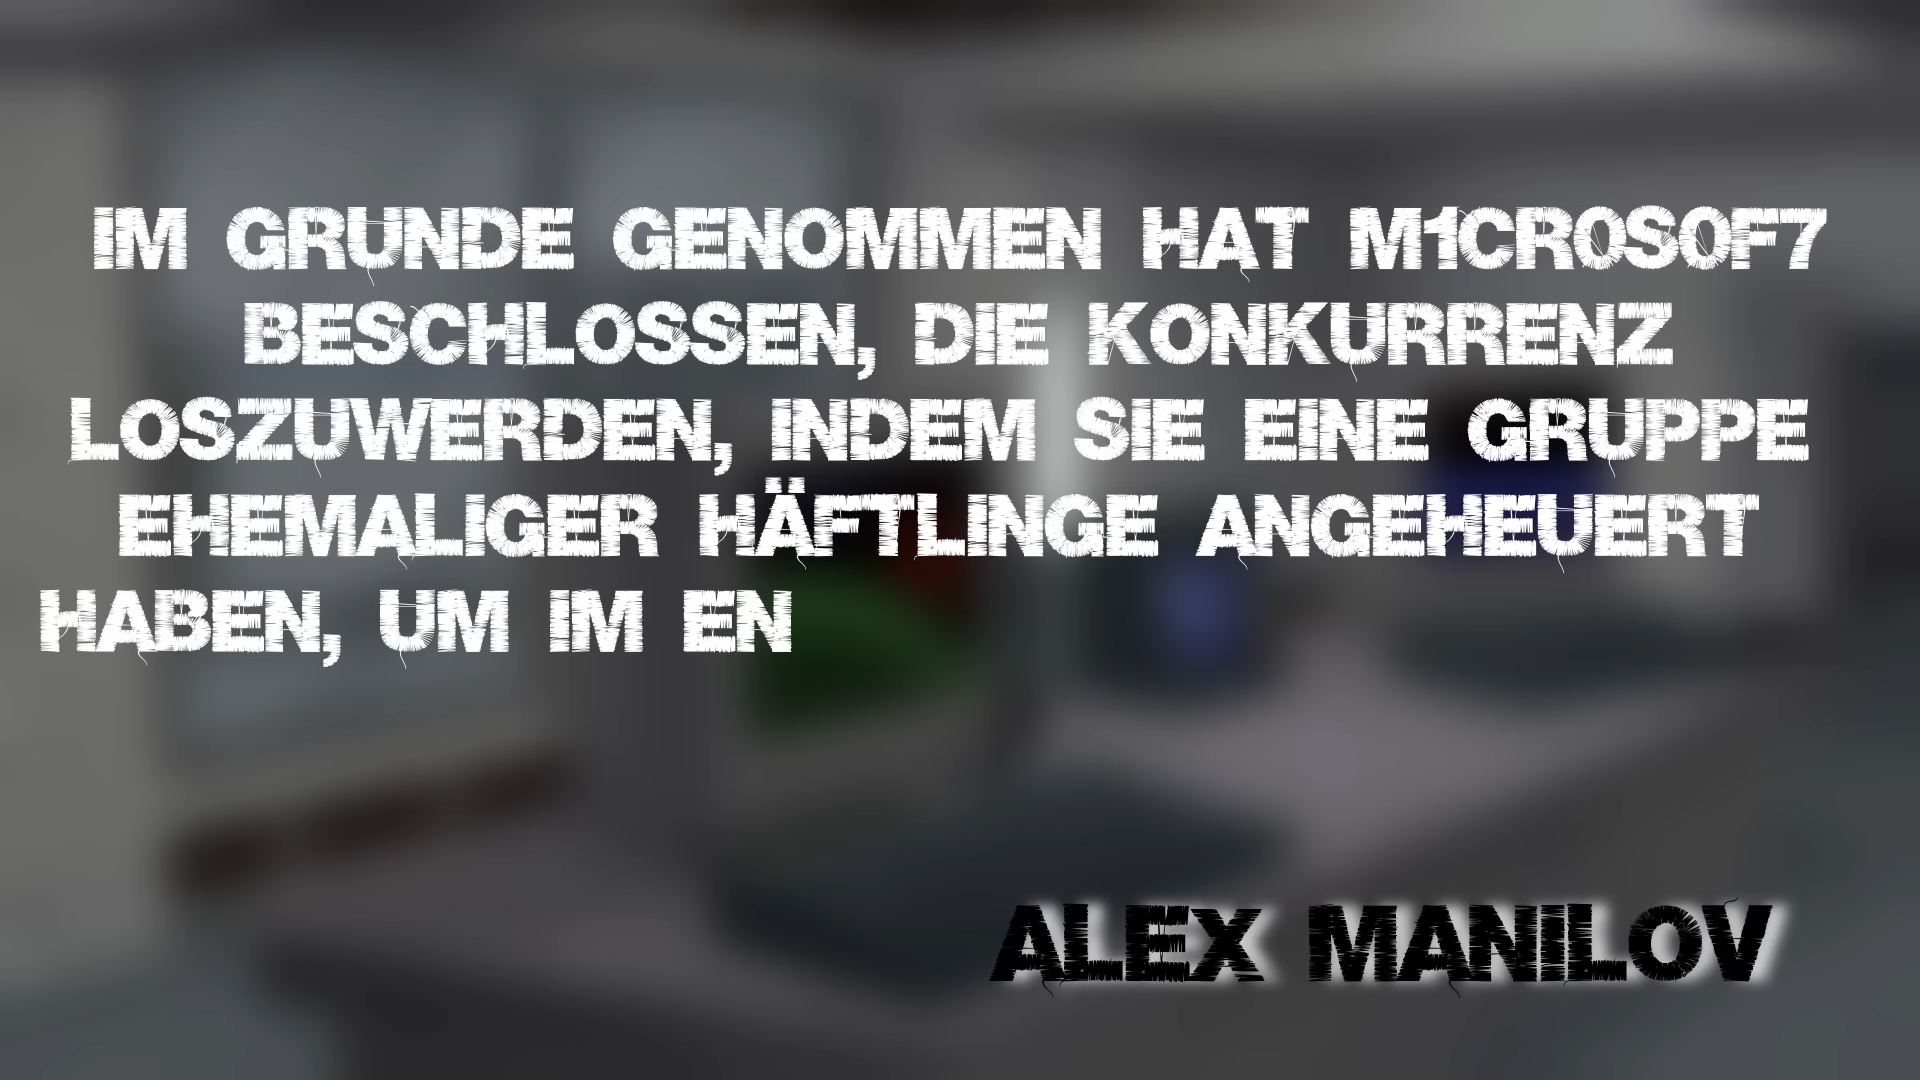 IM GRUNDE GENOMMEN HAT M1CR0S0F7
BESCHLOSSEN, DIE KONKURRENZ
LOSZUWERDEN, INDEM SIE EINE GRUPPE
EHEMALIGER HÄFTLINGE ANGEHEUERT
HABEN, UM IM EN
ALEX MANILOV